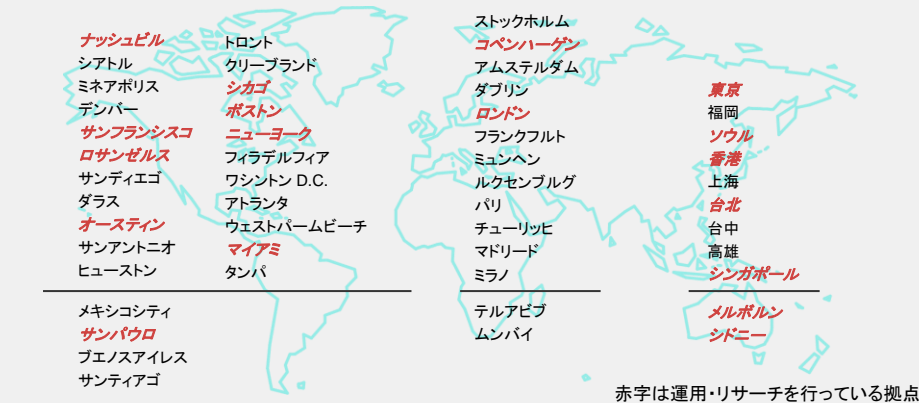 ナッシュビル
シアトル
ミネアポリス
デンバー
サンフランシスコ
ロサンゼルス
サンディエゴ
ダラス
オースティン
サンアントニオ
ヒューストン
トロント
クリーブランド
シカゴ
ボストン
ニューヨーク
フィラデルフィア
ワシントン D.C.
アトランタ
ウェストパームビーチ
マイアミ
タンパ
メキシコシティ
サンパウロ
ブエノスアイレス
サンティアゴ
ストックホルム
コペンハーゲン
アムステルダム
ダブリン
ロンドン
フランクフルト
ミュンヘン
ルクセンブルグ
パリ
チューリッヒ
マドリード
ミラノ
テルアビブ
ムンバイ
東京
福岡
ソウル
香港
上海
台北
台中
高雄
シンガポール
メルボルン
シドニー
赤字は運用・リサーチを行っている拠点